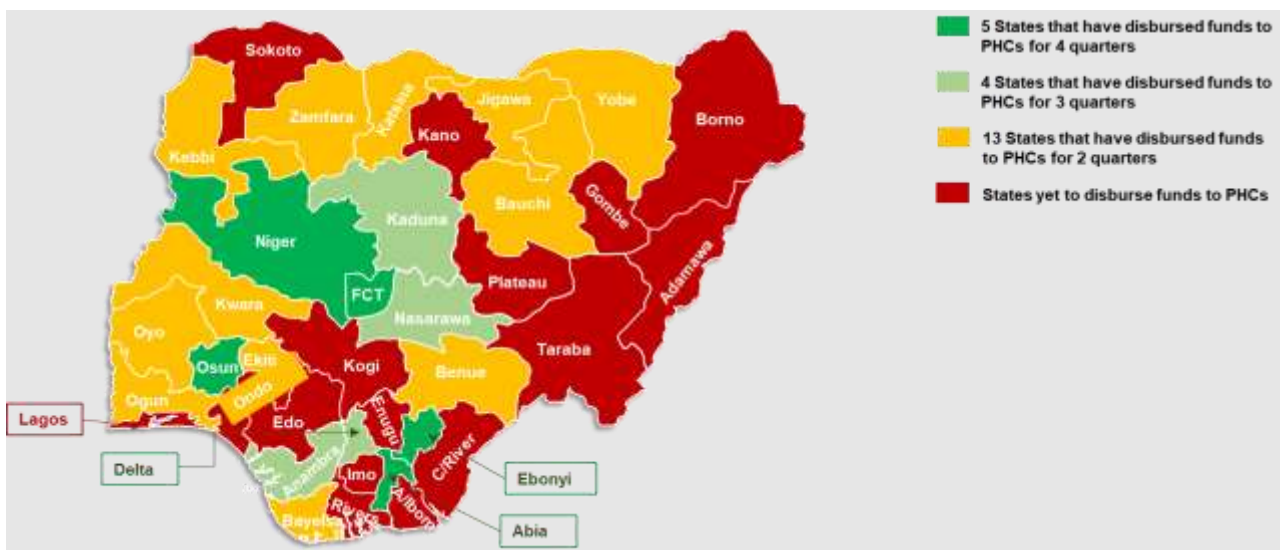 Sokoto
5 States that have disbursed funds to
PHCs for 4 quarters
4 States that have disbursed funds to
PHCs for 3 quarters
13 States that have disbursed funds
to PHCs for 2 quarters
States yet to disburse funds to PHCs
Zamfara
Katsina
Jigawa
Yobe
Borno
Kano
Kebbi
Bauchi
Gombe
Kaduna
Niger
Plateau
Adamawa
FCT
Nasarawa
Kwara
Oyo
Taraba
Osun
Ekiti
Kogi
Benue
Ogun
Ondo
Lagos
Edo
Enugu
Delta
Anambra
Imo
C/River
Ebonyi
A/Ibom
Rivers
Bayelsa
Abia